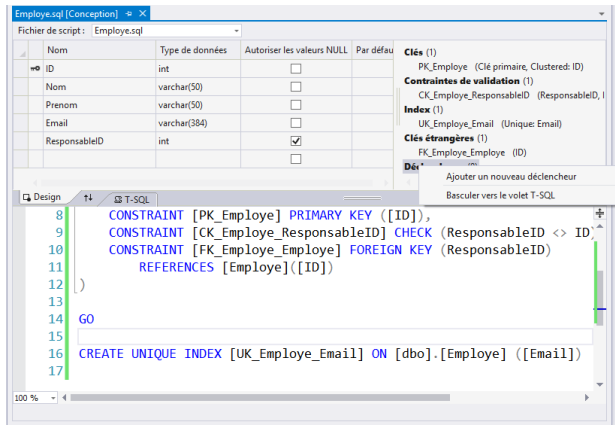 Employe.sql [Conception]
Fichier de script : Employe.sql
Nom Type de données Autoriser les valeurs NULL Par défau
ID int
Nom varchar(50)
Prenom varchar(50)
Email varchar(384)
ResponsableID int
Clés (1)
PK_Employe (Clé primaire, Clustered: ID)
Contraintes de validation (1)
CK_Employe_ResponsableID (ResponsableID, I
Index (1)
UK_Employe_Email (Unique: Email)
Clés étrangères (1)
FK_Employe_Employe (ID)
Ajouter un nouveau déclencheur
Basculer vers le volet T-SQL
Design T-SQL
8 CONSTRAINT [PK_Employe] PRIMARY KEY ([ID]),
9 CONSTRAINT [CK_Employe_ResponsableID] CHECK (ResponsableID <> ID)
10 CONSTRAINT [FK_Employe_Employe] FOREIGN KEY (ResponsableID)
11 REFERENCES [Employe]([ID])
12 )
13
14 GO
15
16 CREATE UNIQUE INDEX [UK_Employe_Email] ON [dbo].[Employe] ([Email])
17
100 %